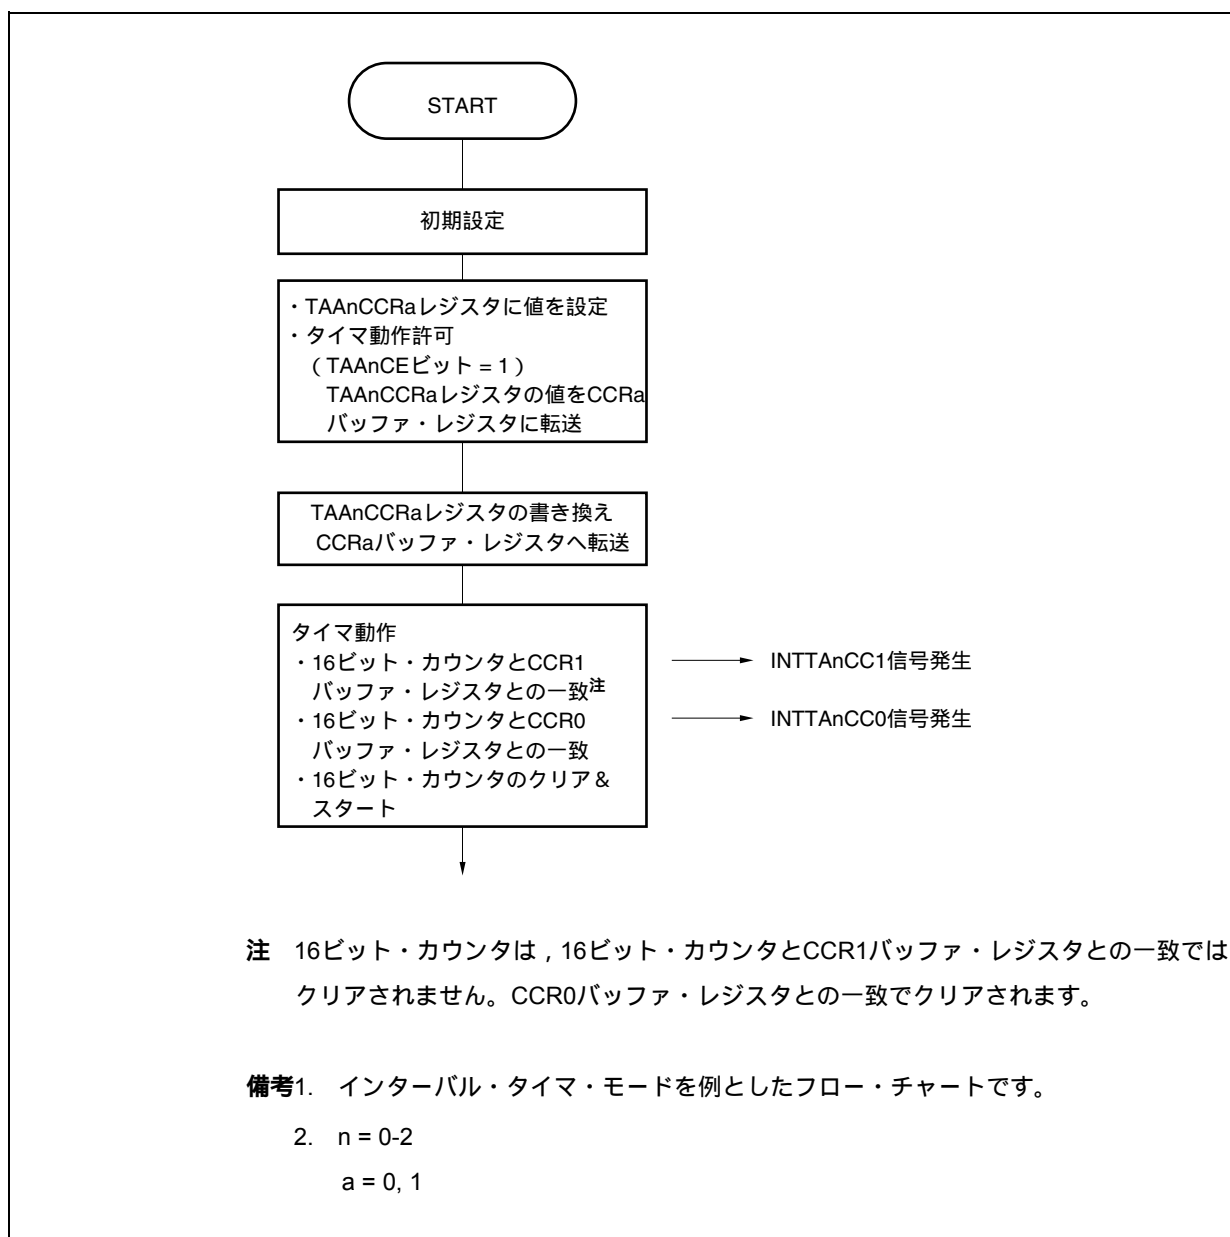 START
初期設定
・TAAnCCRaレジスタに値を設定
・タイマ動作許可
（TAAnCEビット = 1）
TAAnCCRaレジスタの値をCCRa
バッファ・レジスタに転送
TAAnCCRaレジスタの書き換え
CCRaバッファ・レジスタへ転送
タイマ動作
・16ビット・カウンタとCCR1
バッファ・レジスタとの一致注
・16ビット・カウンタとCCR0
バッファ・レジスタとの一致
・16ビット・カウンタのクリア＆
スタート
INTTAnCC1信号発生
INTTAnCC0信号発生
注 16ビット・カウンタは，16ビット・カウンタとCCR1バッファ・レジスタとの一致では
クリアされません。CCR0バッファ・レジスタとの一致でクリアされます。
備考1. インターバル・タイマ・モードを例としたフロー・チャートです。
2. n = 0-2
a = 0, 1